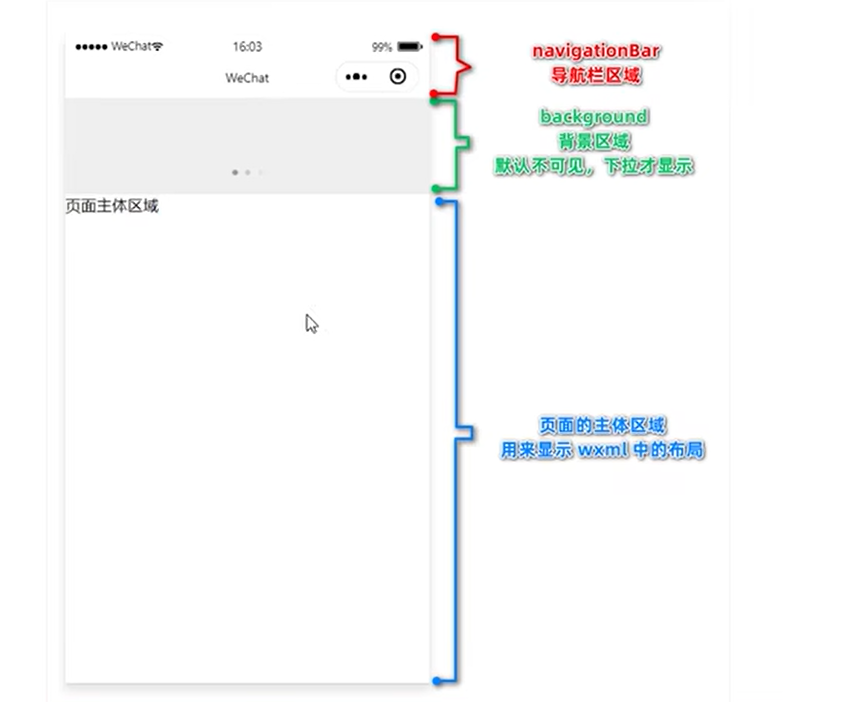 WeChat 16:03 99%
WeChat
页面主体区域
navigationBar
导航栏区域
background
背景区域
默认不可见，下拉才显示
页面的主体区域
用来显示 wxml 中的布局